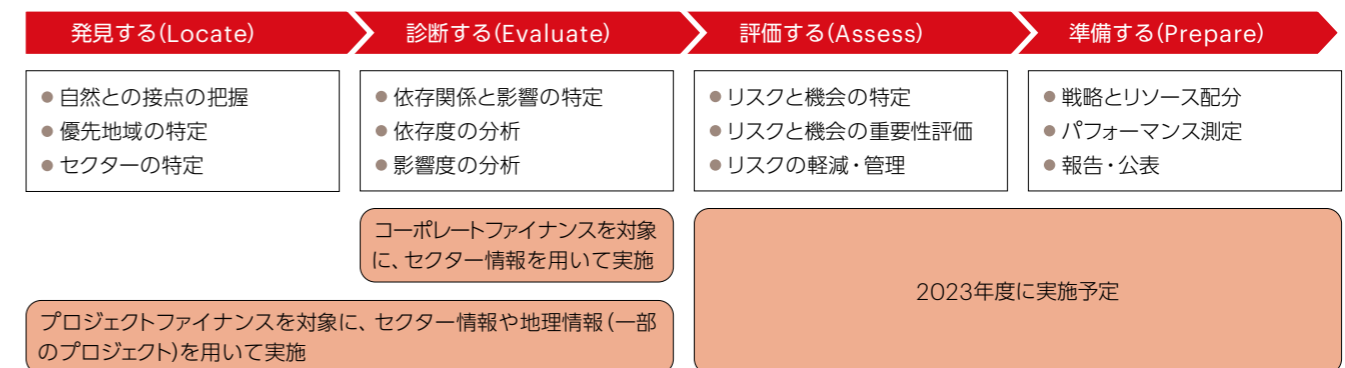 発見する(Locate)
診断する(Evaluate)
評価する(Assess)
準備する(Prepare)
●自然との接点の把握
●優先地域の特定
●セクターの特定
●依存関係と影響の特定
●依存度の分析
●影響度の分析
●リスクと機会の特定
●リスクと機会の重要性評価
●リスクの軽減・管理
●戦略とリソース配分
●パフォーマンス測定
●報告・公表
コーポレートファイナンスを対象
に、セクター情報を用いて実施
プロジェクトファイナンスを対象に、セクター情報や地理情報(一部
のプロジェクト)を用いて実施
2023年度に実施予定